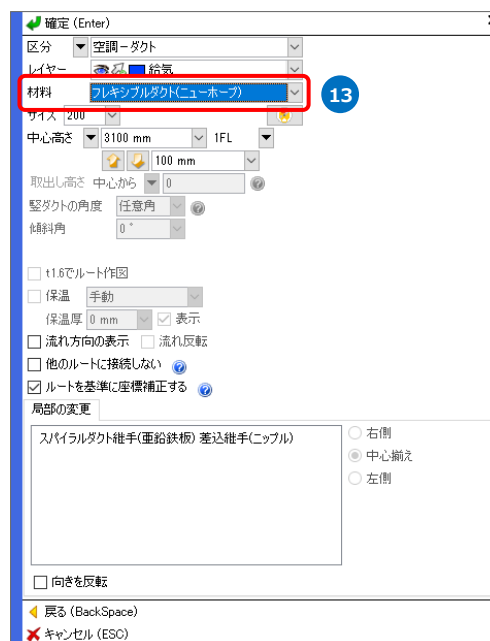 確定 (Enter)
区分 空調－ダクト
レイヤー 給気
材料 フレキシブルダクト(ニューホープ) 13
サイズ 200
中心高さ 3100 mm 1FL
100 mm
取出し高さ 中心から 0
竪ダクトの角度 任意角
傾斜角 0 °
t1.6でルート作図
保温 手動
保温厚 0 mm 表示
流れ方向の表示 流れ反転
他のルートに接続しない
ルートを基準に座標補正する
局部の変更
スパイラルダクト継手(亜鉛鉄板) 差込継手(ニップル)
右側
中心揃え
左側
向きを反転
戻る (BackSpace)
キャンセル (ESC)